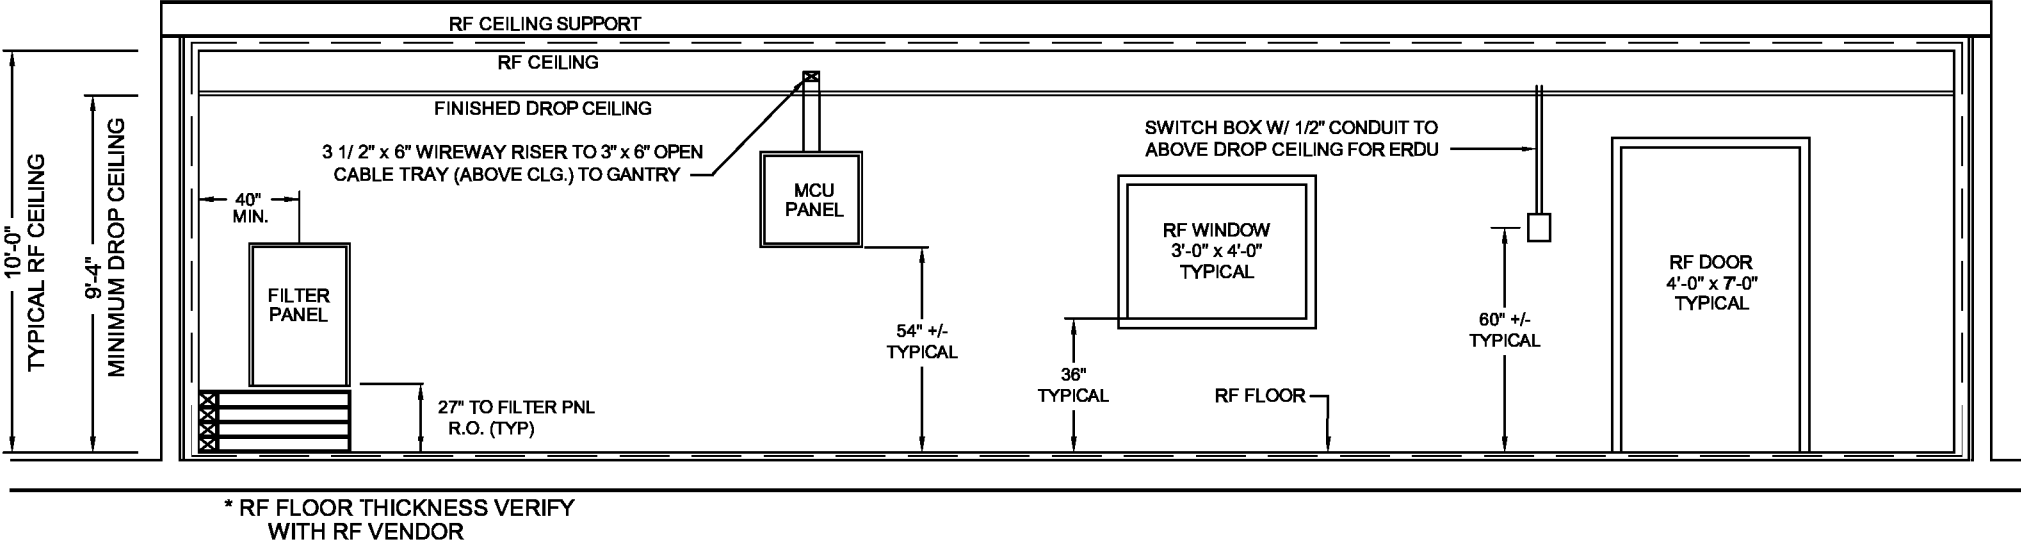 RF CEILING SUPPORT
RF CEILING
FINISHED DROP CEILING
3 1/ 2" x 6" WIREWAY RISER TO 3" x 6" OPEN
CABLE TRAY (ABOVE CLG.) TO GANTRY
SWITCH BOX W/ 1/2" CONDUIT TO
ABOVE DROP CEILING FOR ERDU
10'-0"
TYPICAL RF CEILING
9'-4"
MINIMUM DROP CEILING
40"
MIN.
FILTER
PANEL
MCU
PANEL
RF WINDOW
3'-0" x 4'-0"
TYPICAL
RF DOOR
4'-0" x 7'-0"
TYPICAL
54" +/-
TYPICAL
60" +/-
TYPICAL
36"
TYPICAL
RF FLOOR
27" TO FILTER PNL
R.O. (TYP)
* RF FLOOR THICKNESS VERIFY
WITH RF VENDOR